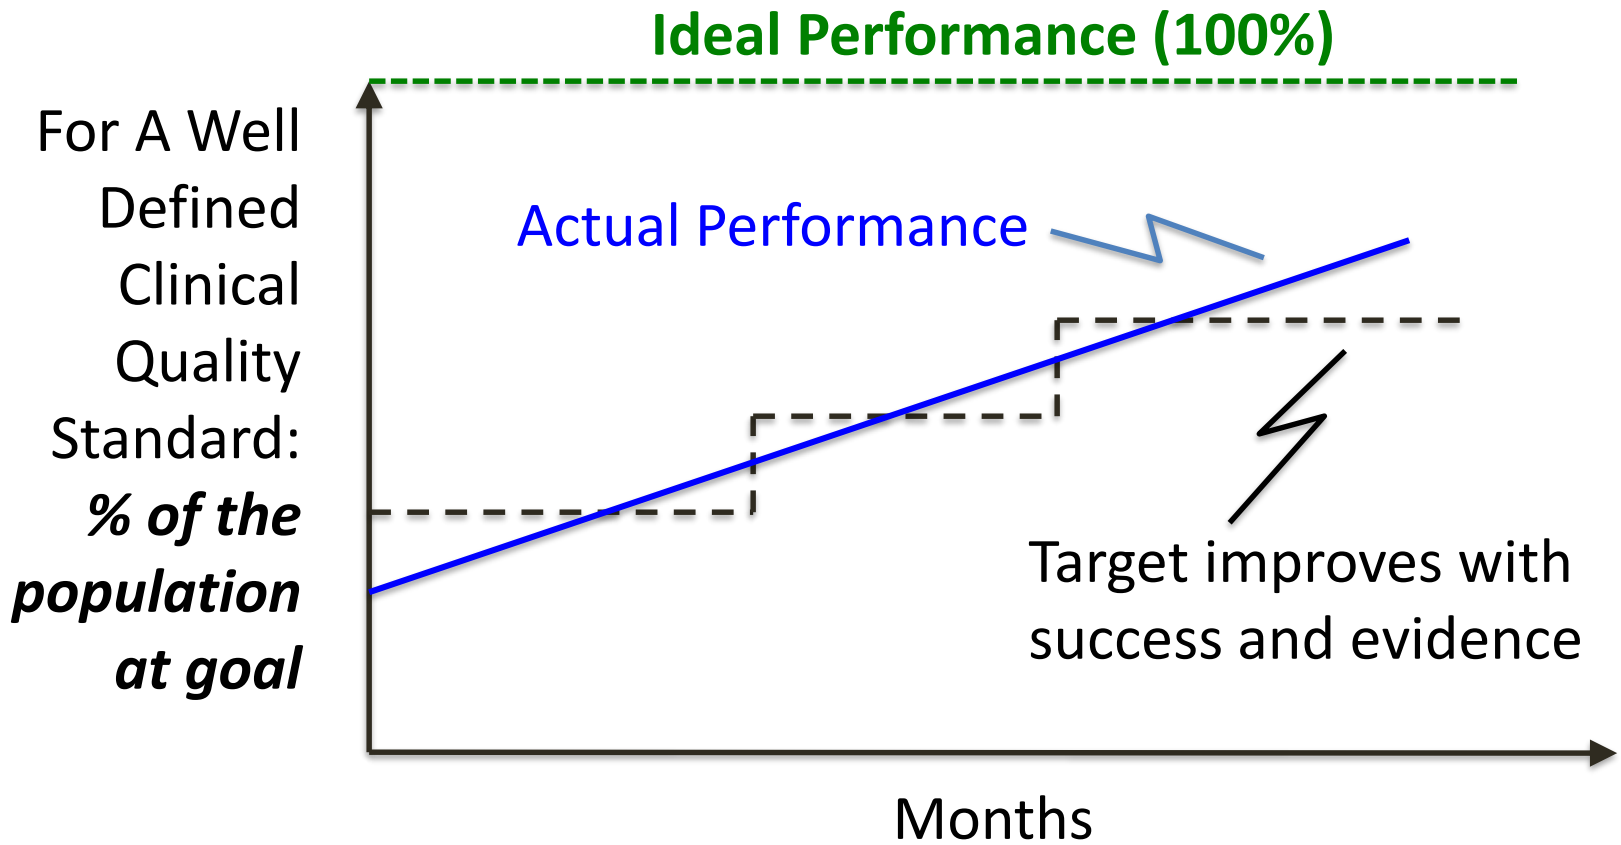 Ideal Performance (100%)
For A Well
Defined
Clinical
Quality
Standard:
% of the
population
at goal
Actual Performance
Target improves with
success and evidence
Months